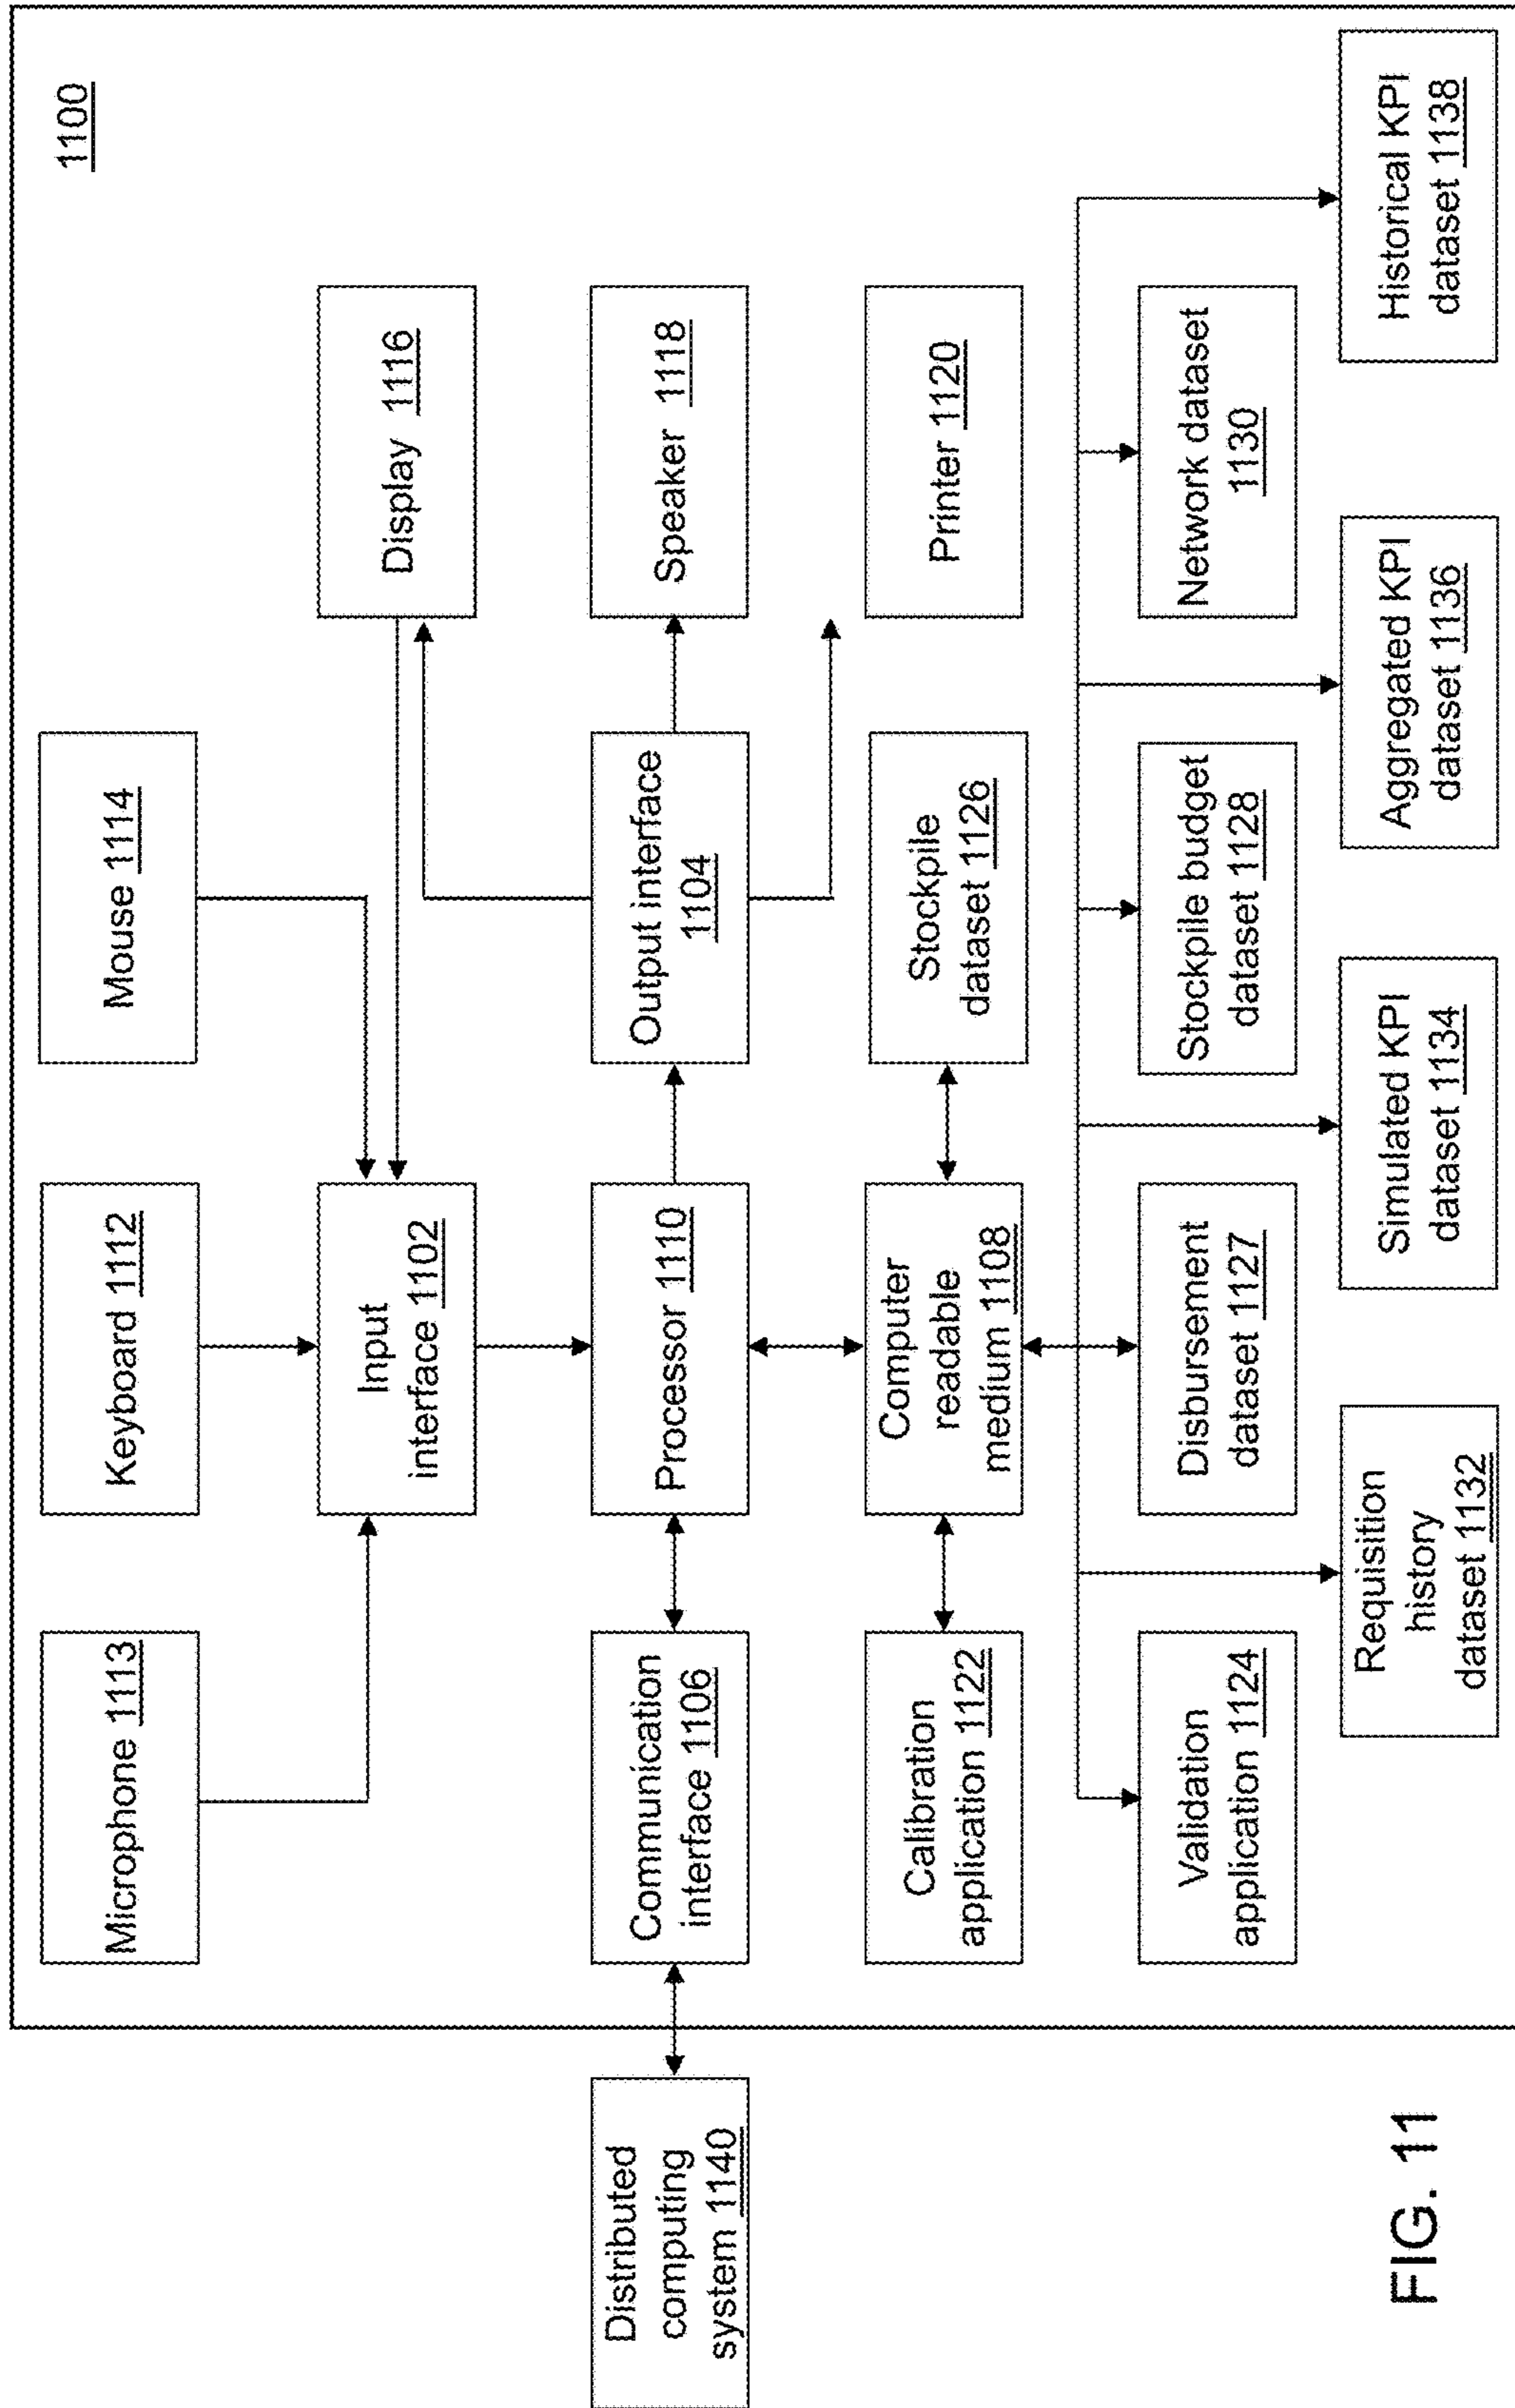 1100
Microphone 1113
Keyboard 1112
Mouse 1114
Input
interface 1102
Display 1116
Distributed
computing
system 1140
Communication
interface 1106
Processor 1110
Output interface
1104
Speaker 1118
Calibration
application 1122
Computer
readable
medium 1108
Stockpile
dataset 1126
Printer 1120
Validation
application 1124
Disbursement
dataset 1127
Stockpile budget
dataset 1128
Network dataset
1130
Requisition
history
dataset 1132
Simulated KPI
dataset 1134
Aggregated KPI
dataset 1136
Historical KPI
dataset 1138
FIG. 11